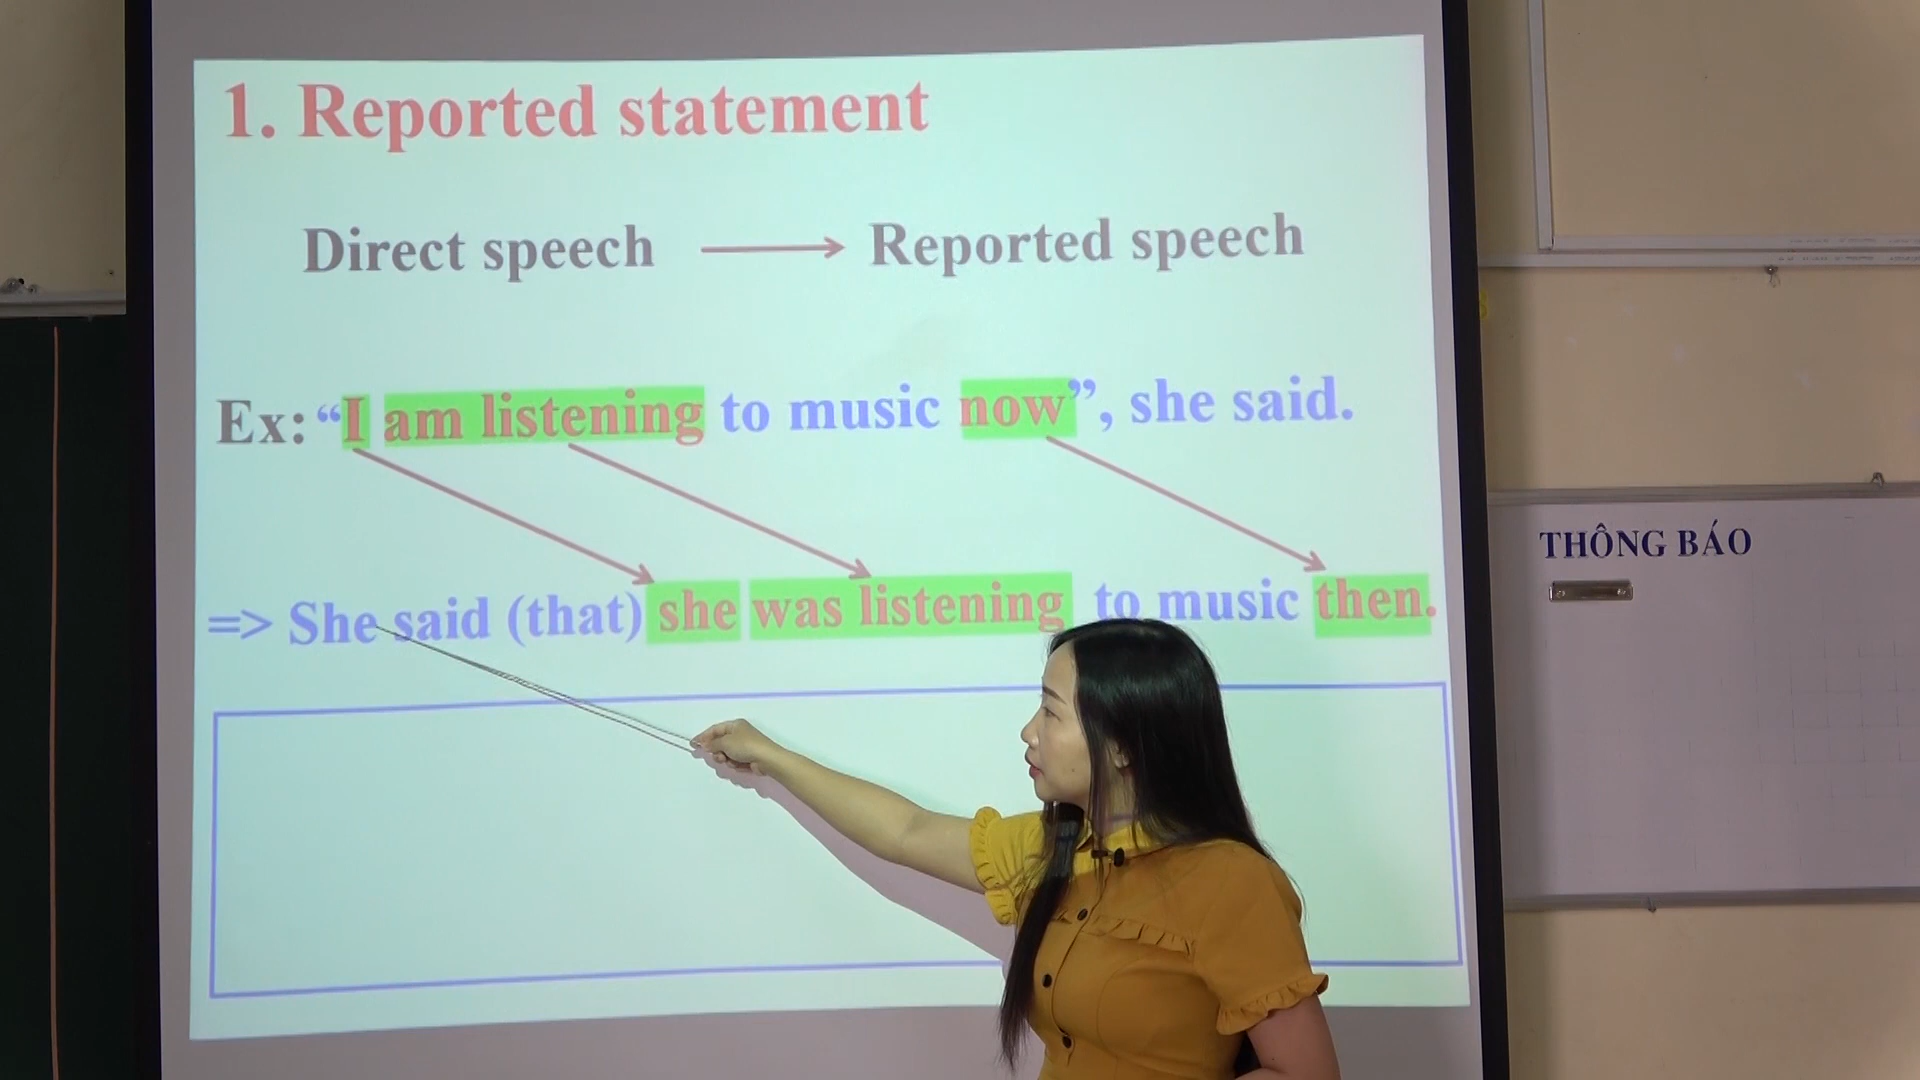 1. Reported statement
Direct speech → Reported speech
Ex: “I am listening to music now”, she said.
=> She said (that) she was listening to music then.
THÔNG BÁO